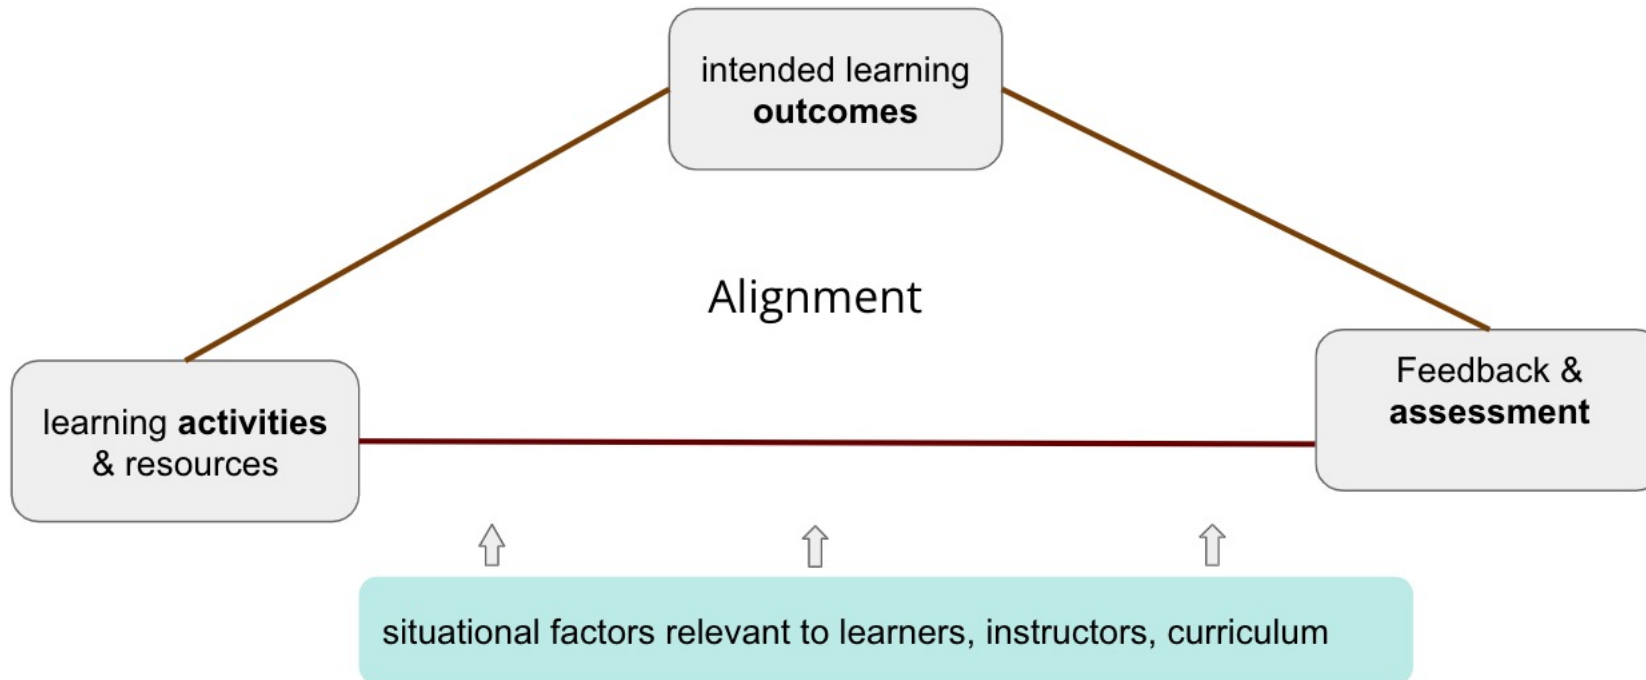 intended learning
outcomes
Alignment
learning activities
& resources
Feedback &
assessment
situational factors relevant to learners, instructors, curriculum